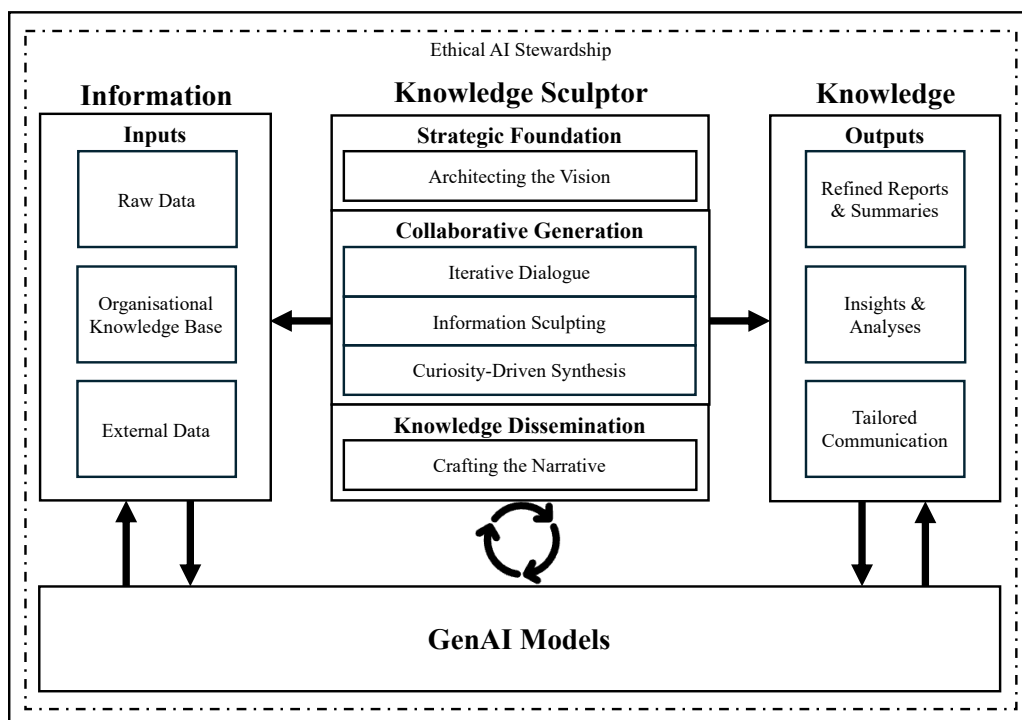 Ethical AI Stewardship
Information
Inputs
Raw Data
Organisational
Knowledge Base
External Data
Knowledge Sculptor
Strategic Foundation
Architecting the Vision
Collaborative Generation
Iterative Dialogue
Information Sculpting
Curiosity-Driven Synthesis
Knowledge Dissemination
Crafting the Narrative
Knowledge
Outputs
Refined Reports
& Summaries
Insights &
Analyses
Tailored
Communication
GenAI Models